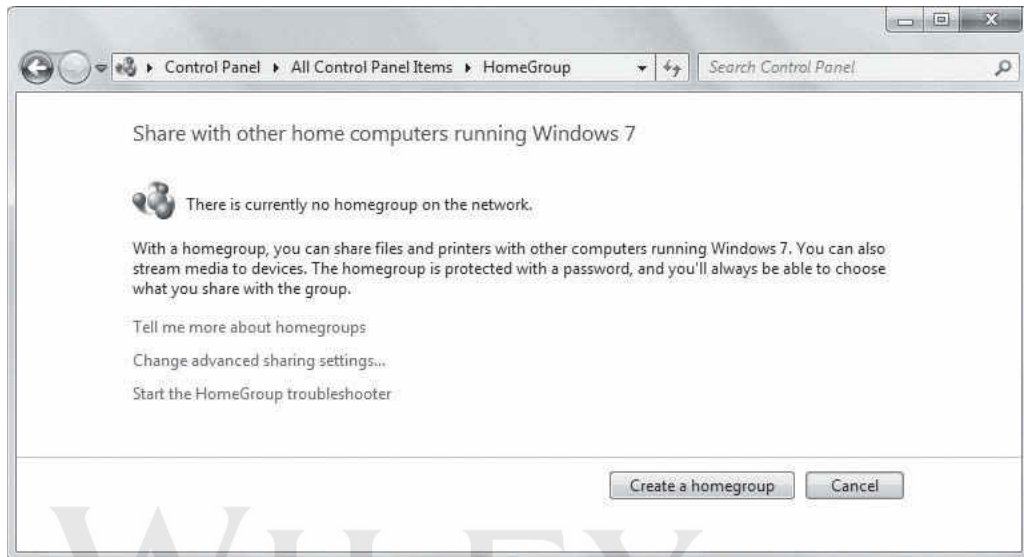 Control Panel ▸ All Control Panel Items ▸ HomeGroup
Search Control Panel
Share with other home computers running Windows 7
There is currently no homegroup on the network.
With a homegroup, you can share files and printers with other computers running Windows 7. You can also
stream media to devices. The homegroup is protected with a password, and you'll always be able to choose
what you share with the group.
Tell me more about homegroups
Change advanced sharing settings...
Start the HomeGroup troubleshooter
Create a homegroup
Cancel
WILEY